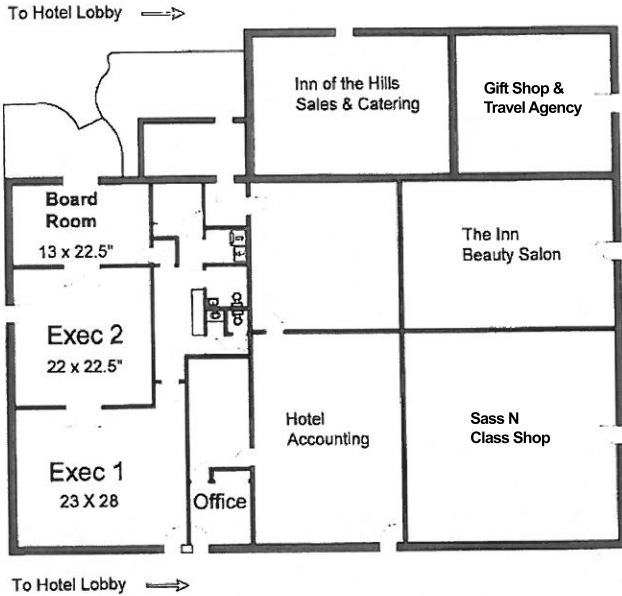 To Hotel Lobby
Inn of the Hills
Sales & Catering
Gift Shop &
Travel Agency
Board
Room
13 x 22.5"
The Inn
Beauty Salon
Exec 2
22 x 22.5"
Hotel
Accounting
Sass N
Class Shop
Exec 1
23 X 28
Office
To Hotel Lobby